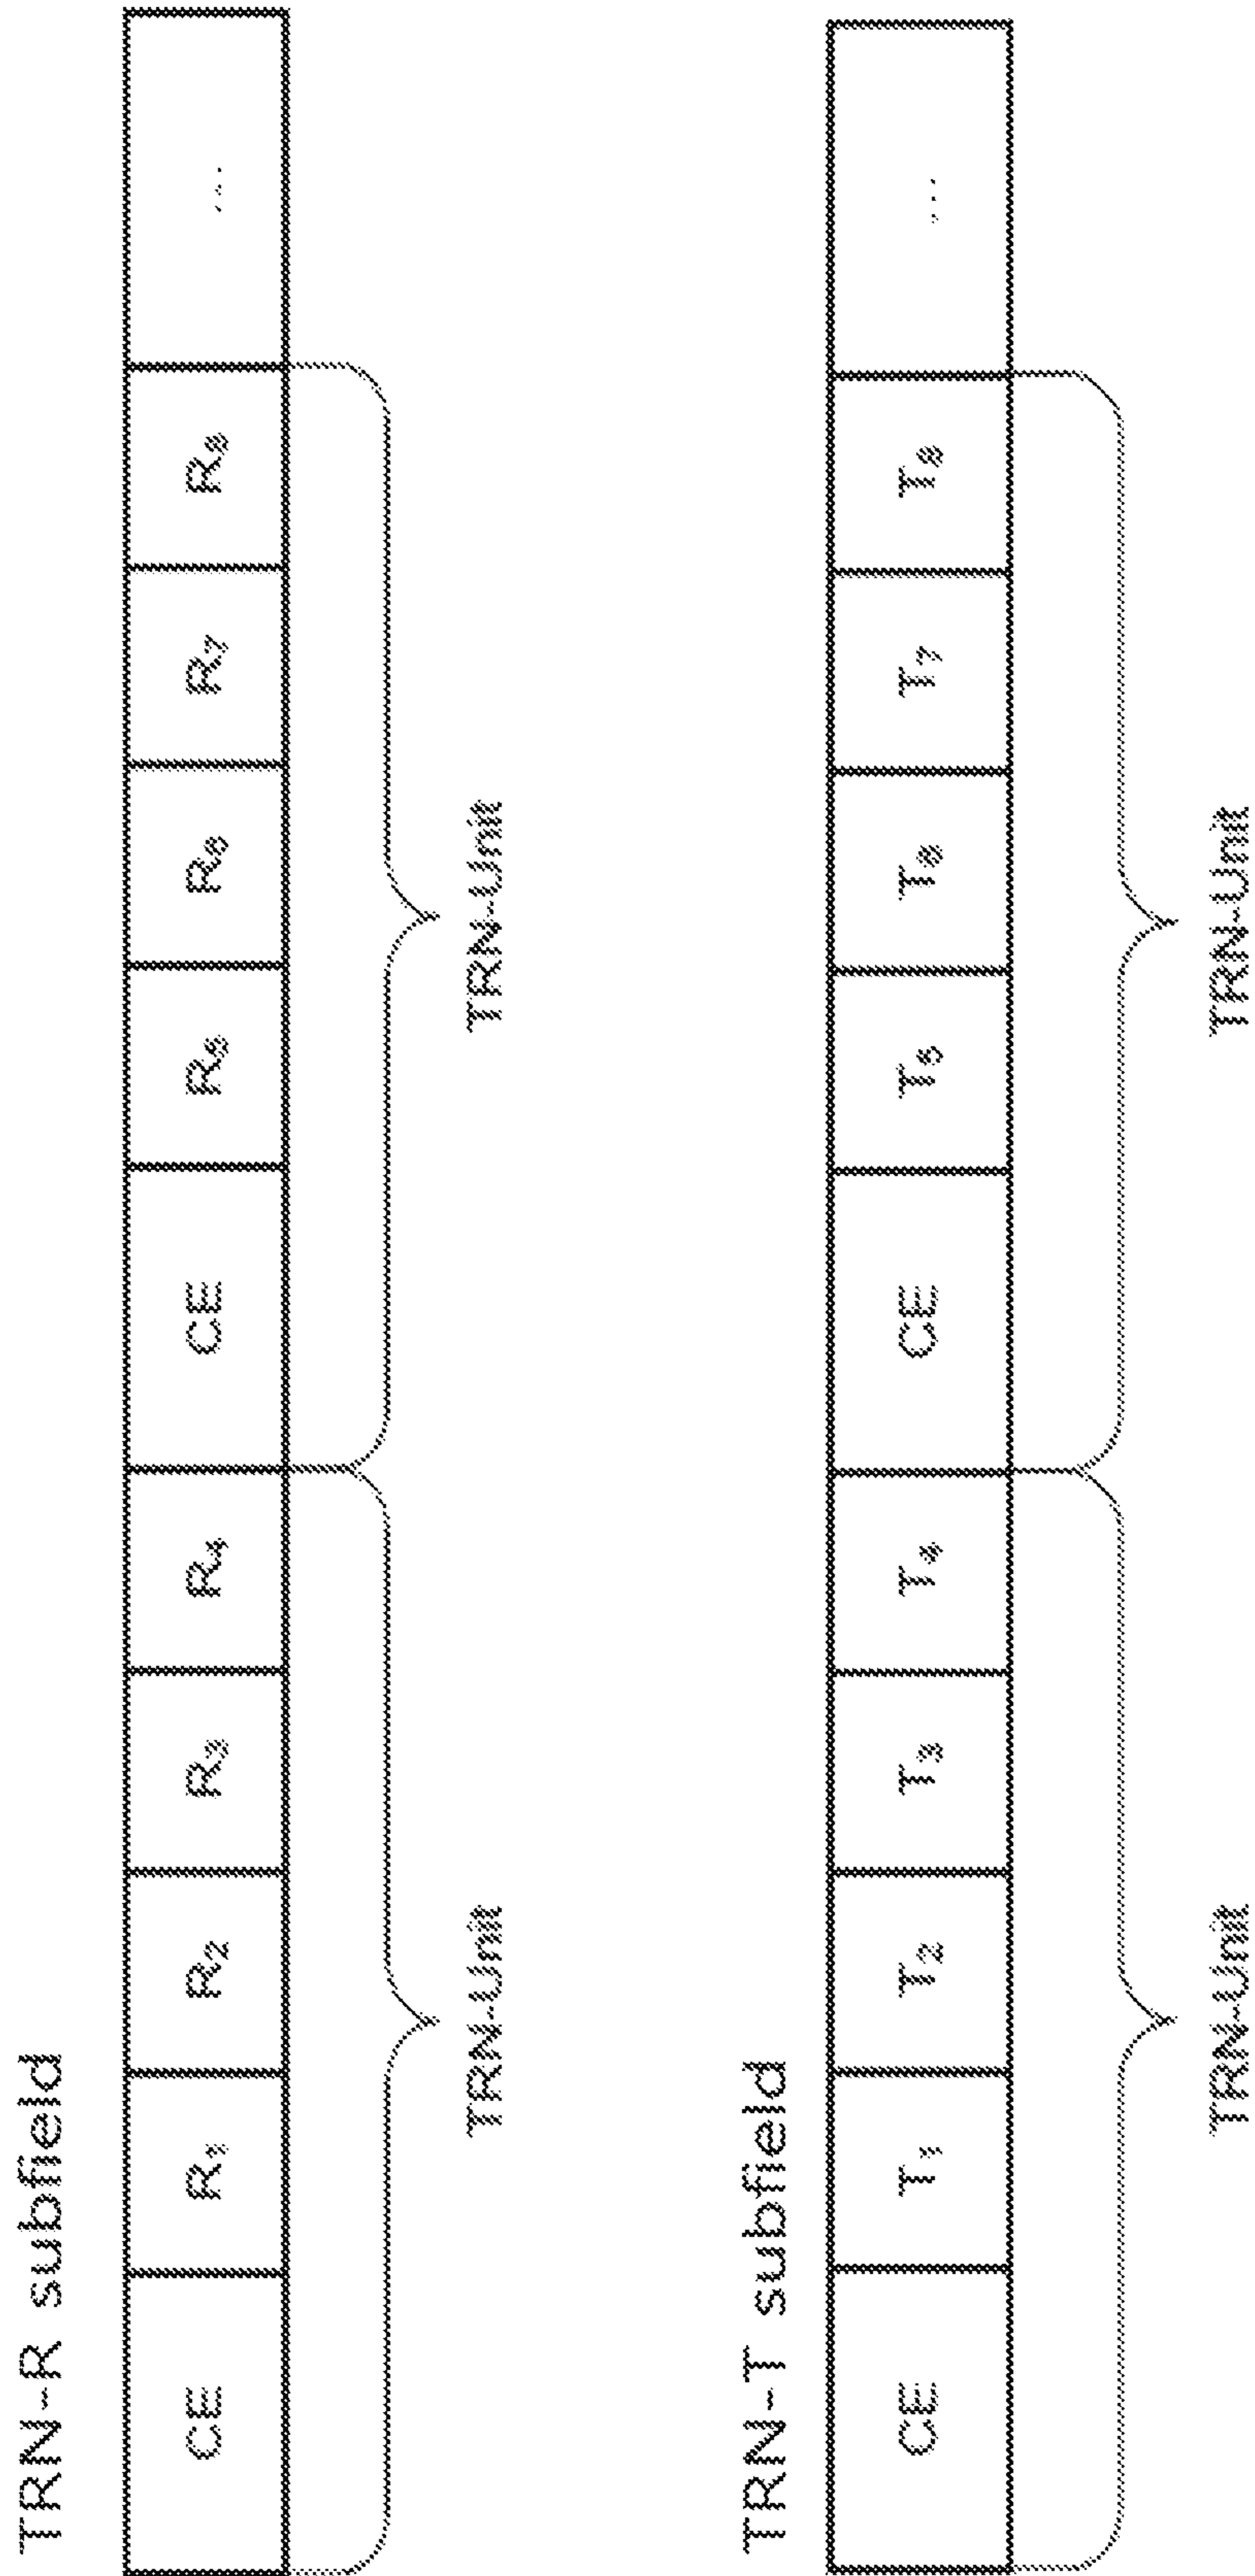 TRN-R subfield
CE R₁ R₂ R₃ R₄ CE R₅ R₆ R₇ R₈ ...
TRN-Unit TRN-Unit
TRN-T subfield
CE T₁ T₂ T₃ T₄ CE T₅ T₆ T₇ T₈ ...
TRN-Unit TRN-Unit